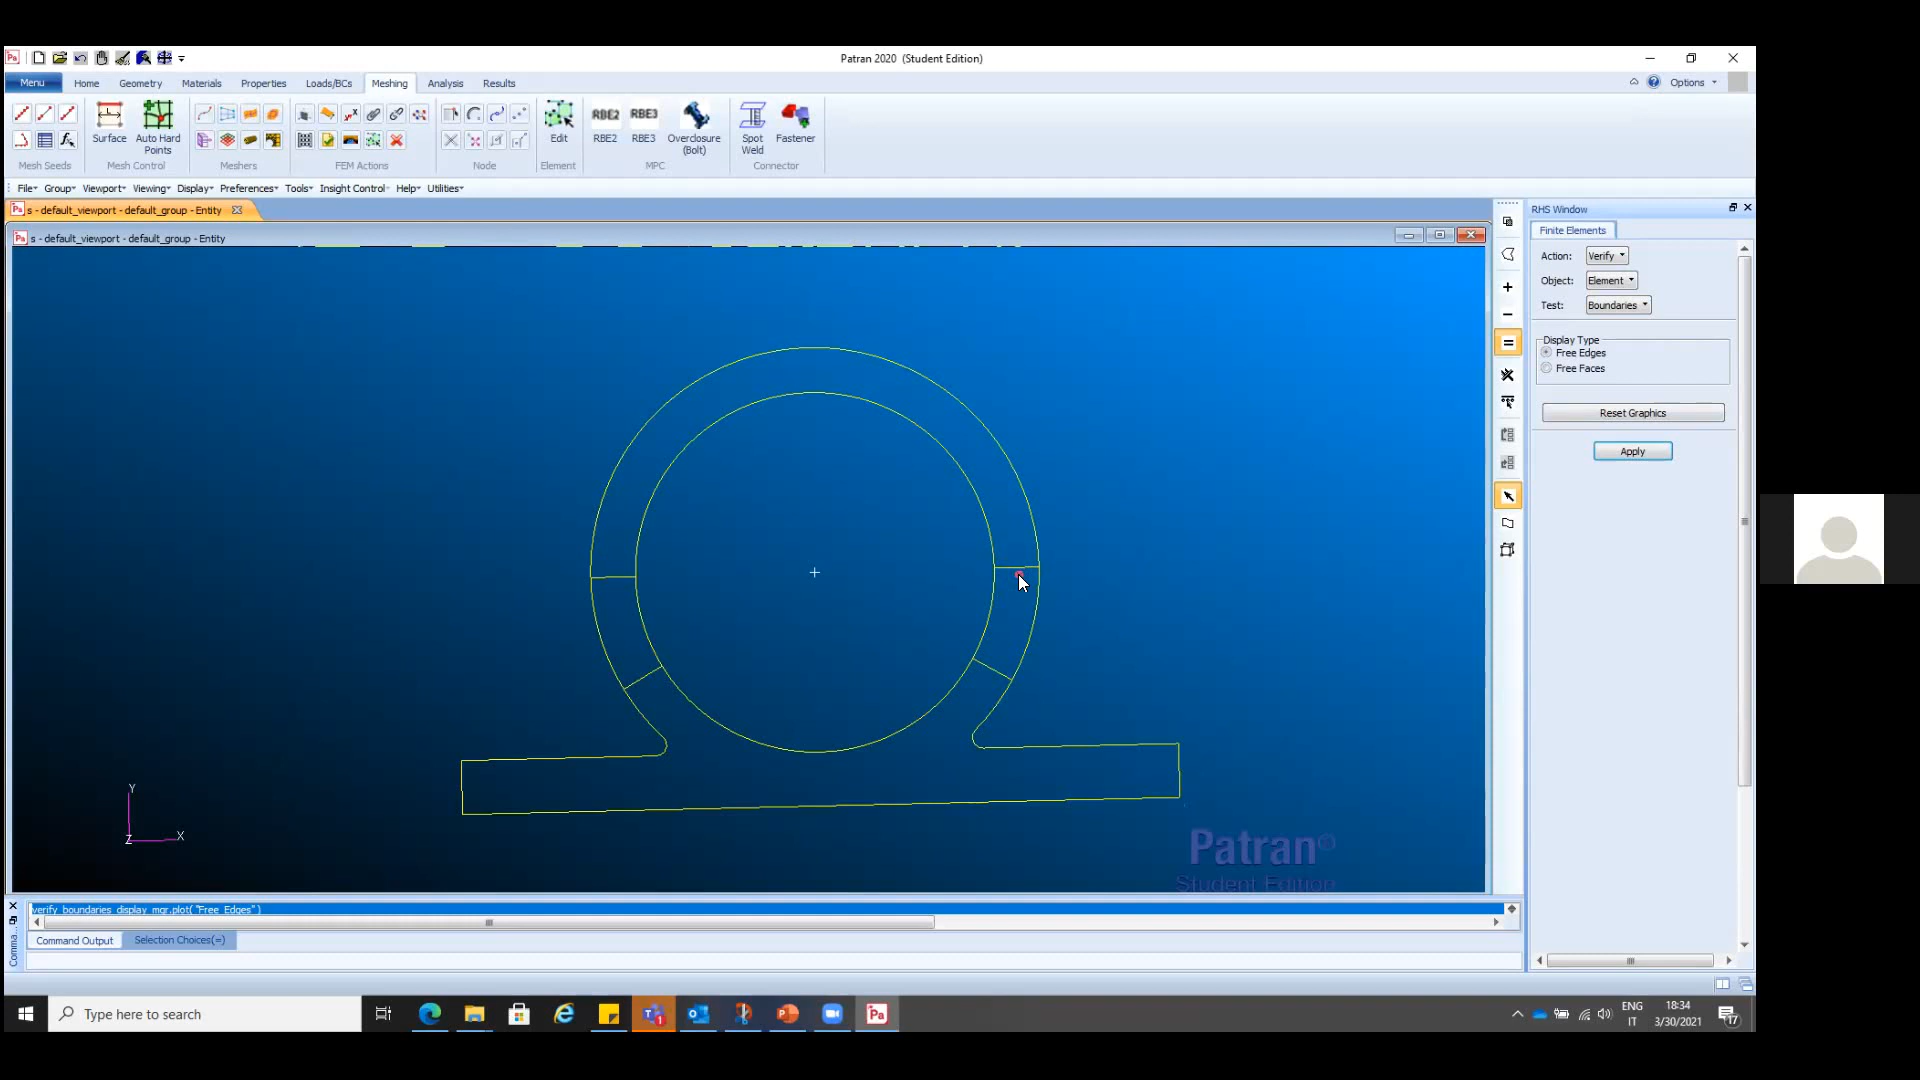 Patran 2020 (Student Edition)
Menu Home Geometry Materials Properties Loads/BCs Meshing Analysis Results Options
Surface Auto Hard Points Edit RBE2 RBE3 RBE2 RBE3 Overclosure (Bolt) Spot Weld Fastener
Mesh Seeds Mesh Control Meshers FEM Actions Node Element MPC Connector
File Group Viewport Viewing Display Preferences Tools Insight Control Help Utilities
s - default_viewport - default_group - Entity
s - default_viewport - default_group - Entity
RHS Window
Finite Elements
Action: Verify
Object: Element
Test: Boundaries
Display Type
Free Edges
Free Faces
Reset Graphics
Apply
Y
Z X
Patran
Student Edition
verify_boundaries_display_mgr.plot( "Free Edges" )
Comma...
Command Output Selection Choices(=)
Type here to search
ENG
IT
18:34
3/30/2021
17